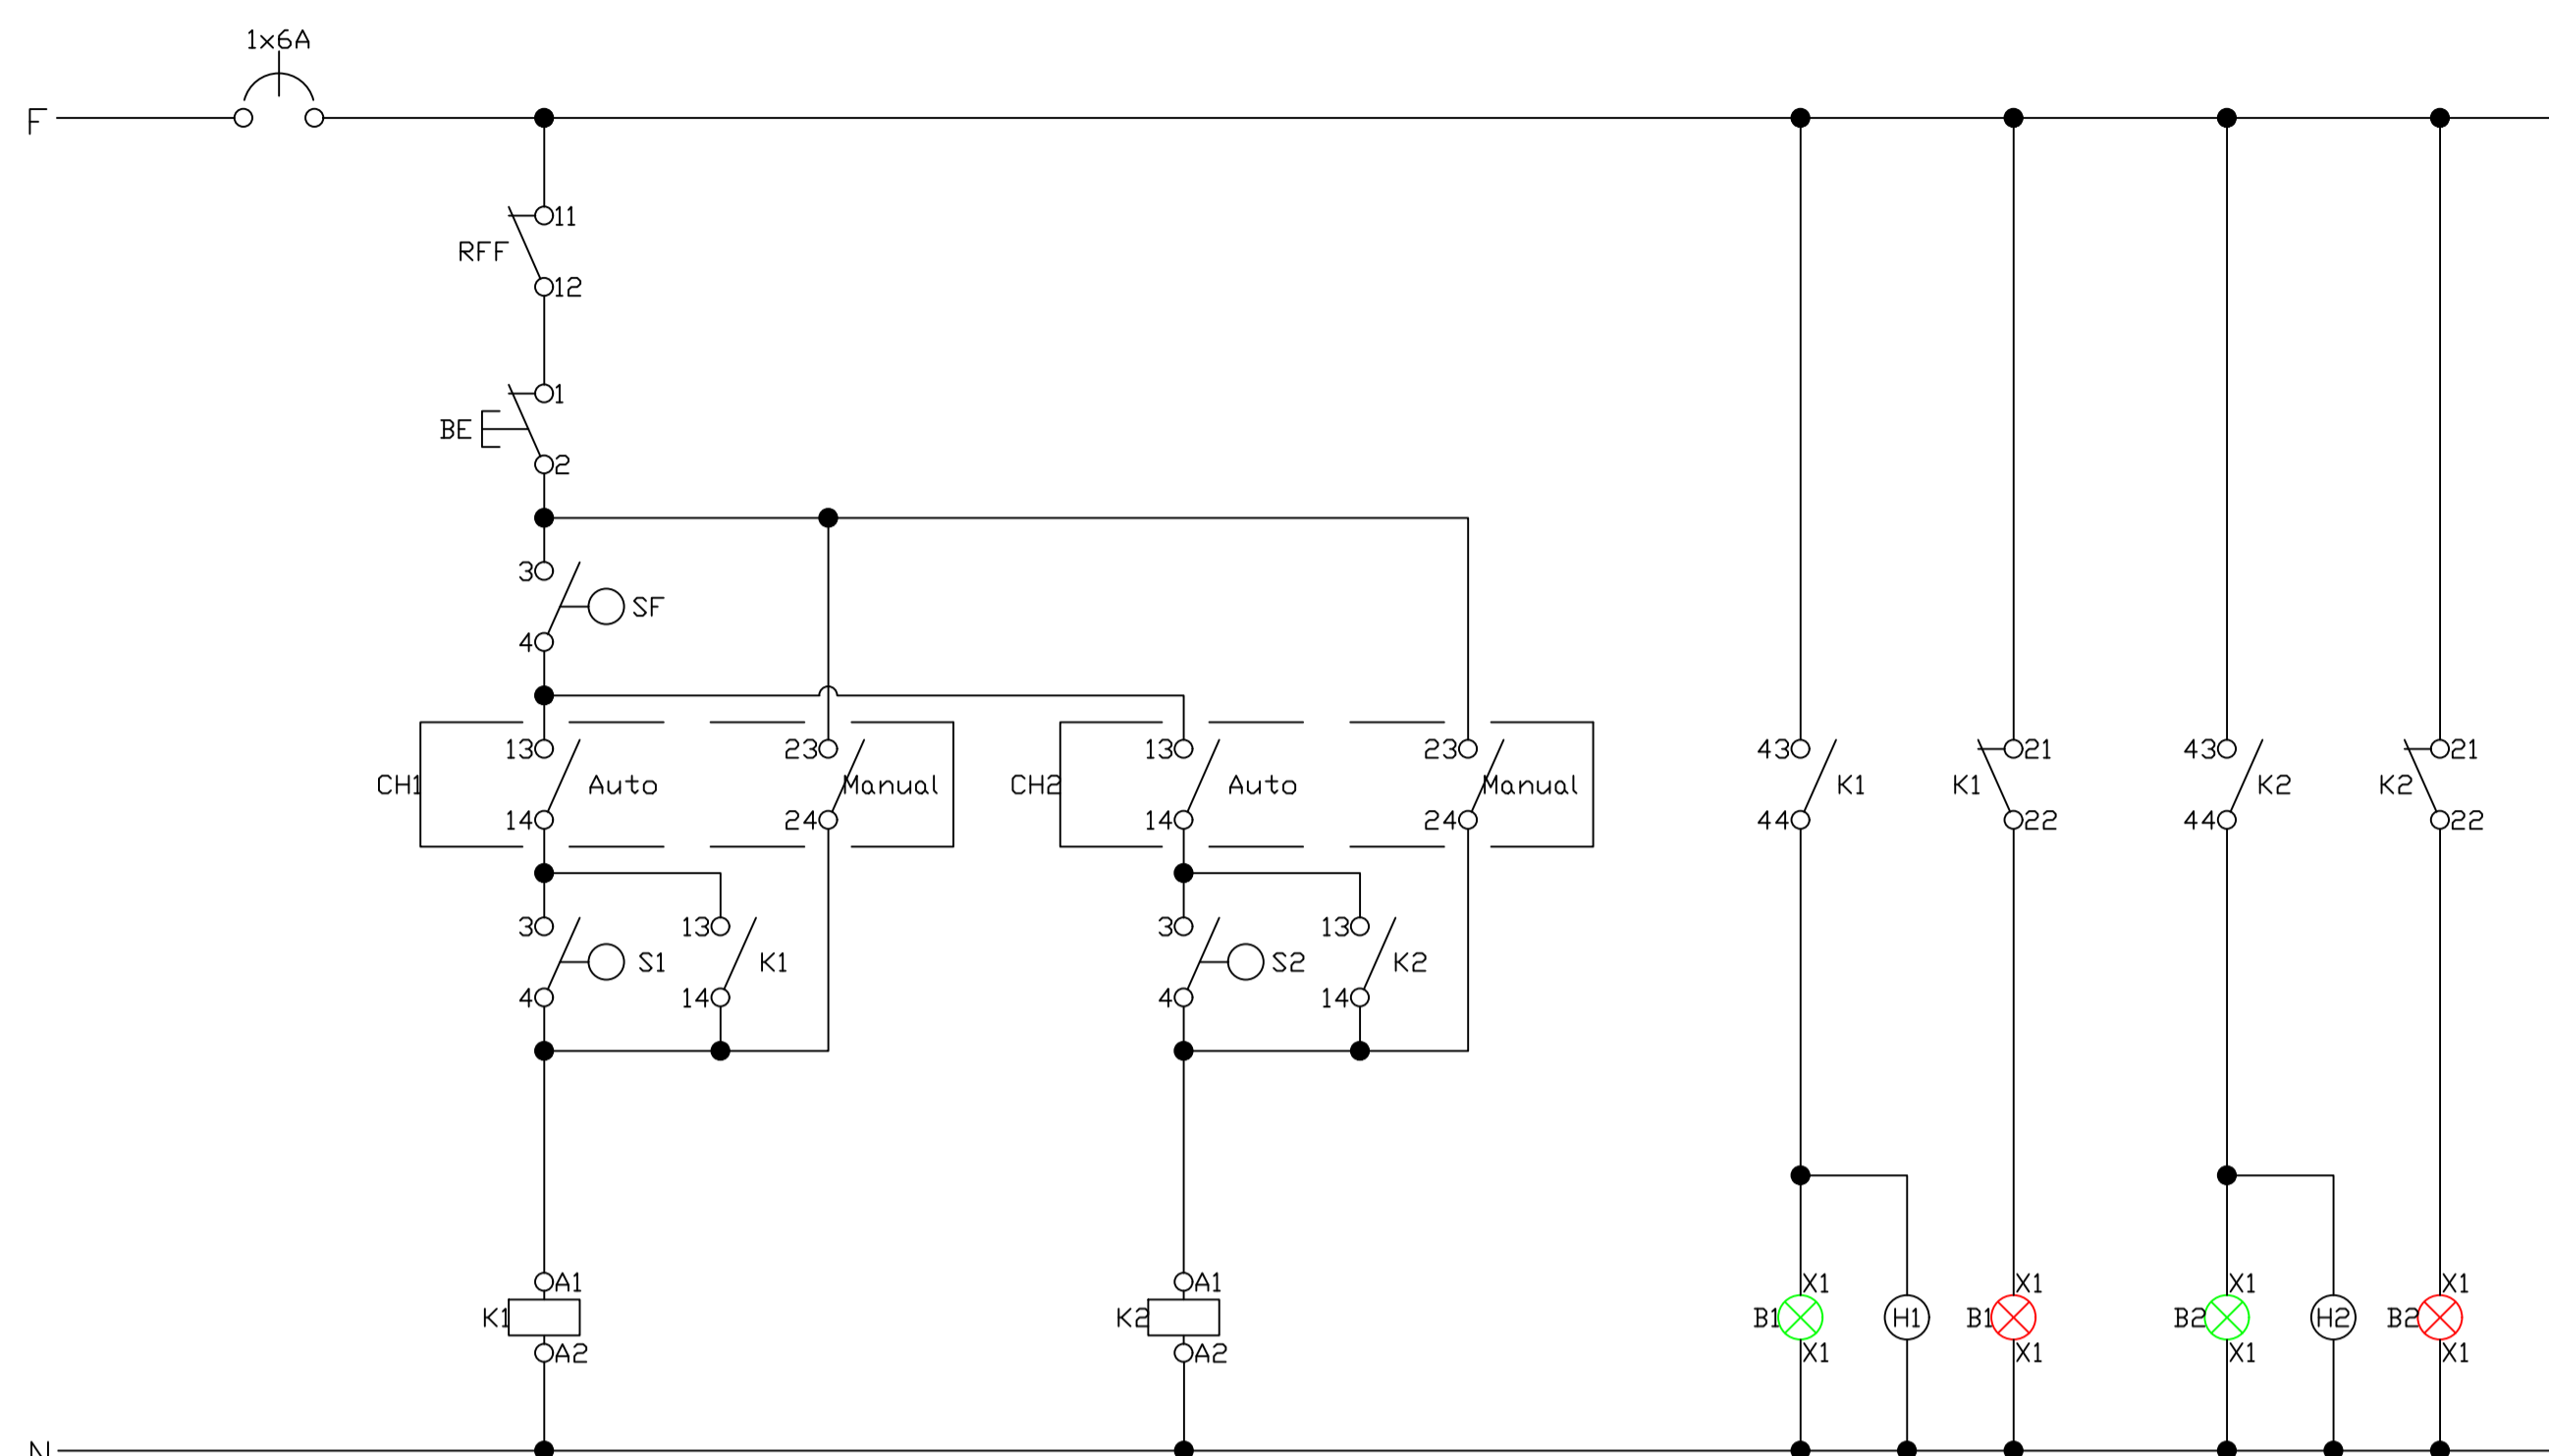 1x6A
F
11
RFF
12
1
BE
2
3
SF
4
13 23 13 23 43 21 43 21
CH1 Auto Manual CH2 Auto Manual K1 K1 K2 K2
14 24 14 24 44 22 44 22
3 13 3 13
S1 K1 S2 K2
4 14 4 14
A1 A1 X1 X1 X1 X1
K1 K2 B1 H1 B1 B2 H2 B2
A2 A2 X1 X1 X1 X1
N